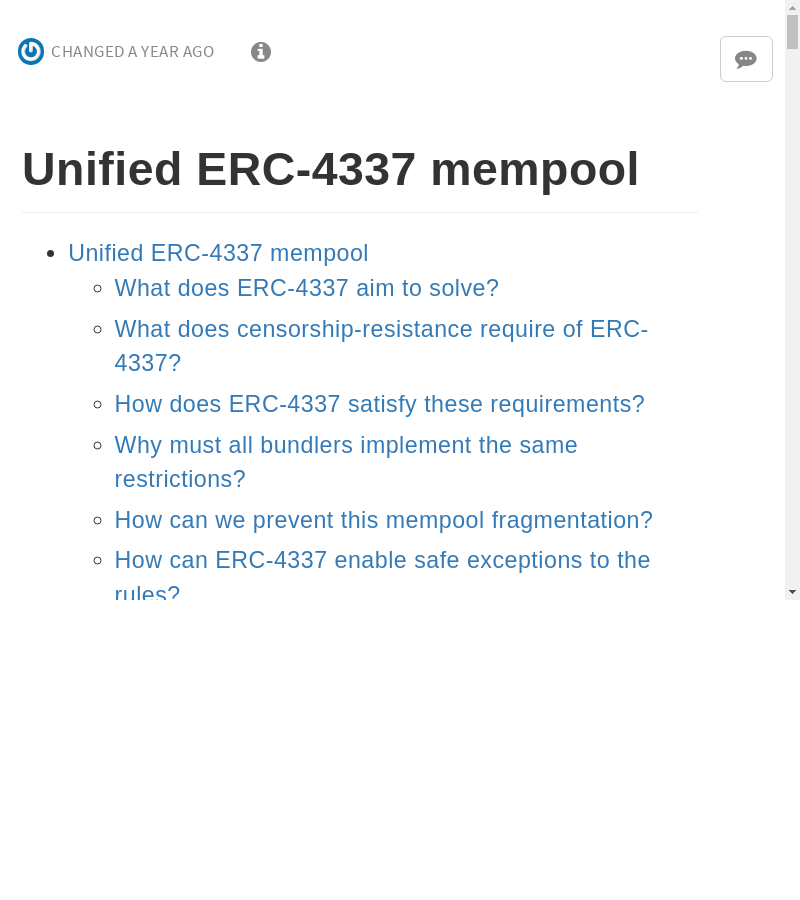 CHANGED A YEAR AGO
Unified ERC-4337 mempool
Unified ERC-4337 mempool
What does ERC-4337 aim to solve?
What does censorship-resistance require of ERC-
4337?
How does ERC-4337 satisfy these requirements?
Why must all bundlers implement the same
restrictions?
How can we prevent this mempool fragmentation?
How can ERC-4337 enable safe exceptions to the
rules?